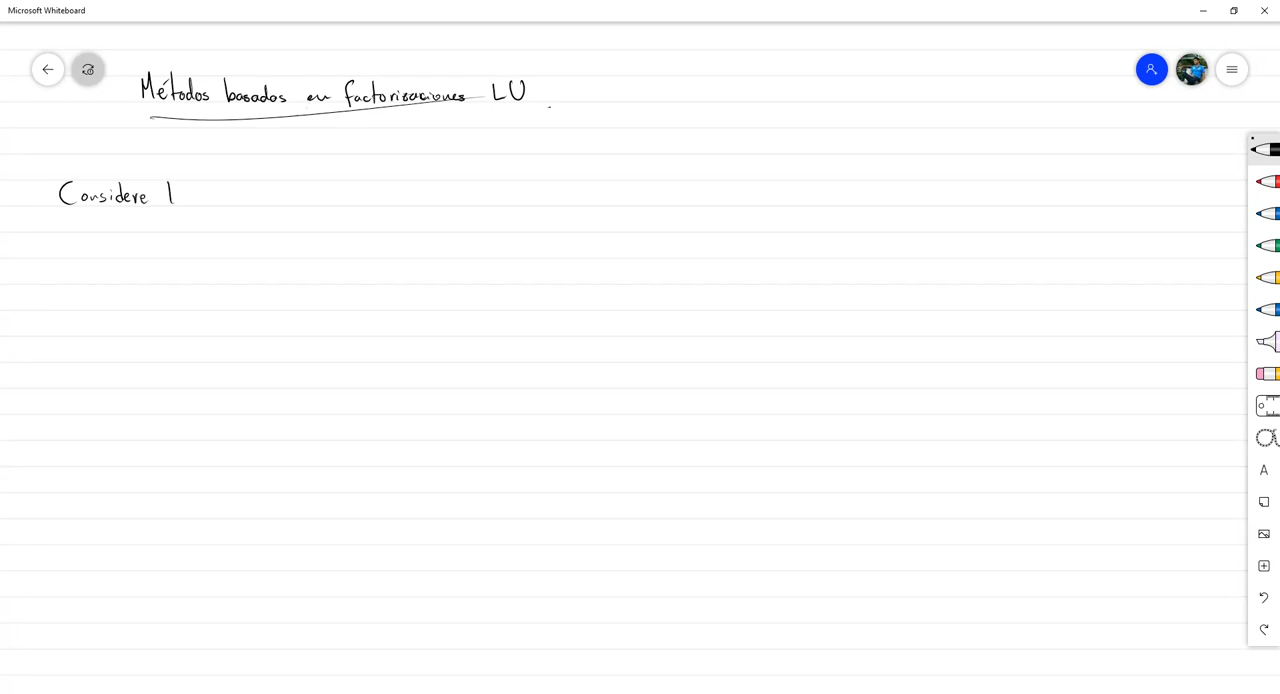 Microsoft Whiteboard
Métodos basados en factorizaciones LU
Considere l
A